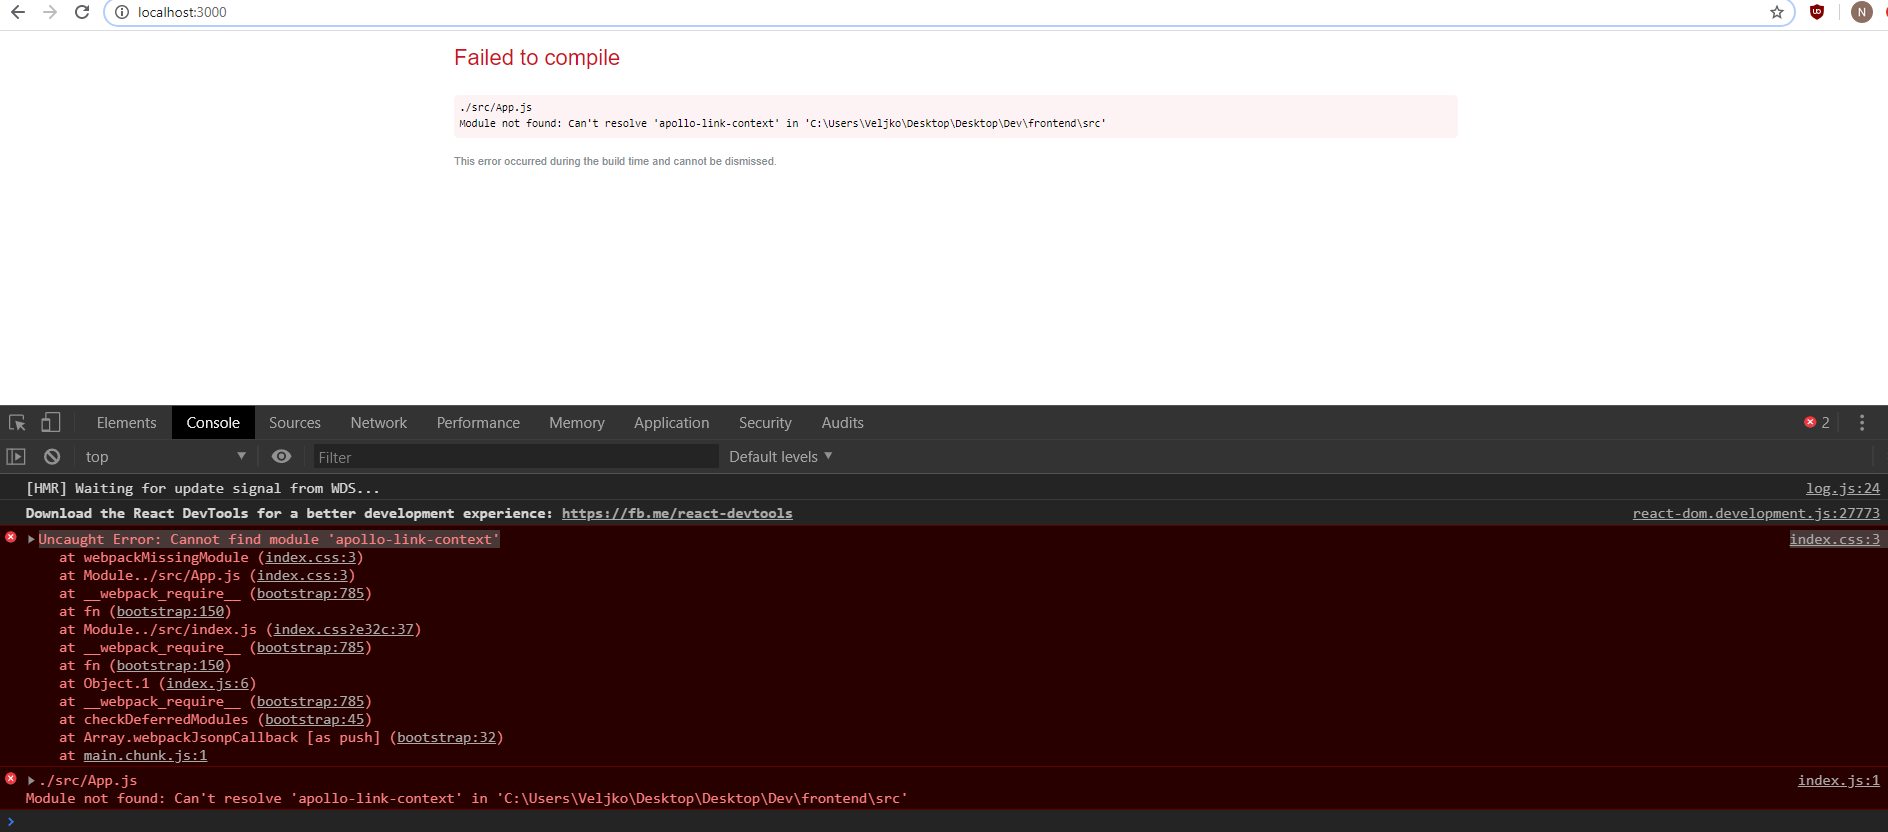 localhost:3000
N
Failed to compile
./src/App.js
Module not found: Can't resolve 'apollo-link-context' in 'C:\Users\Veljko\Desktop\Desktop\Dev\frontend\src'
This error occurred during the build time and cannot be dismissed.
Elements Console Sources Network Performance Memory Application Security Audits 2
top Filter Default levels
[HMR] Waiting for update signal from WDS... log.js:24
Download the React DevTools for a better development experience: https://fb.me/react-devtools react-dom.development.js:27773
Uncaught Error: Cannot find module 'apollo-link-context' index.css:3
at webpackMissingModule (index.css:3)
at Module../src/App.js (index.css:3)
at __webpack_require__ (bootstrap:785)
at fn (bootstrap:150)
at Module../src/index.js (index.css?e32c:37)
at __webpack_require__ (bootstrap:785)
at fn (bootstrap:150)
at Object.1 (index.js:6)
at __webpack_require__ (bootstrap:785)
at checkDeferredModules (bootstrap:45)
at Array.webpackJsonpCallback [as push] (bootstrap:32)
at main.chunk.js:1
./src/App.js index.js:1
Module not found: Can't resolve 'apollo-link-context' in 'C:\Users\Veljko\Desktop\Desktop\Dev\frontend\src'